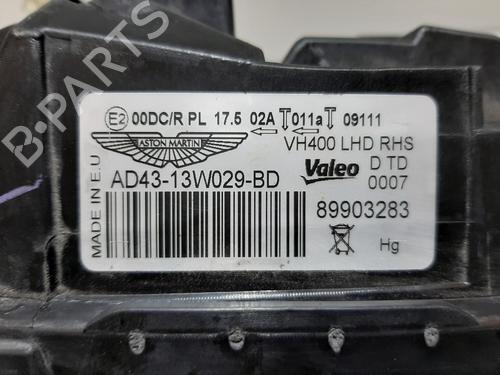 E2 00DC/R PL 17.5 02A 011a 09111
ASTON MARTIN
VH400 LHD RHS
AD43-13W029-BD
Valeo
D TD
0007
89903283
Hg
MADE IN E.U
B-PARTS